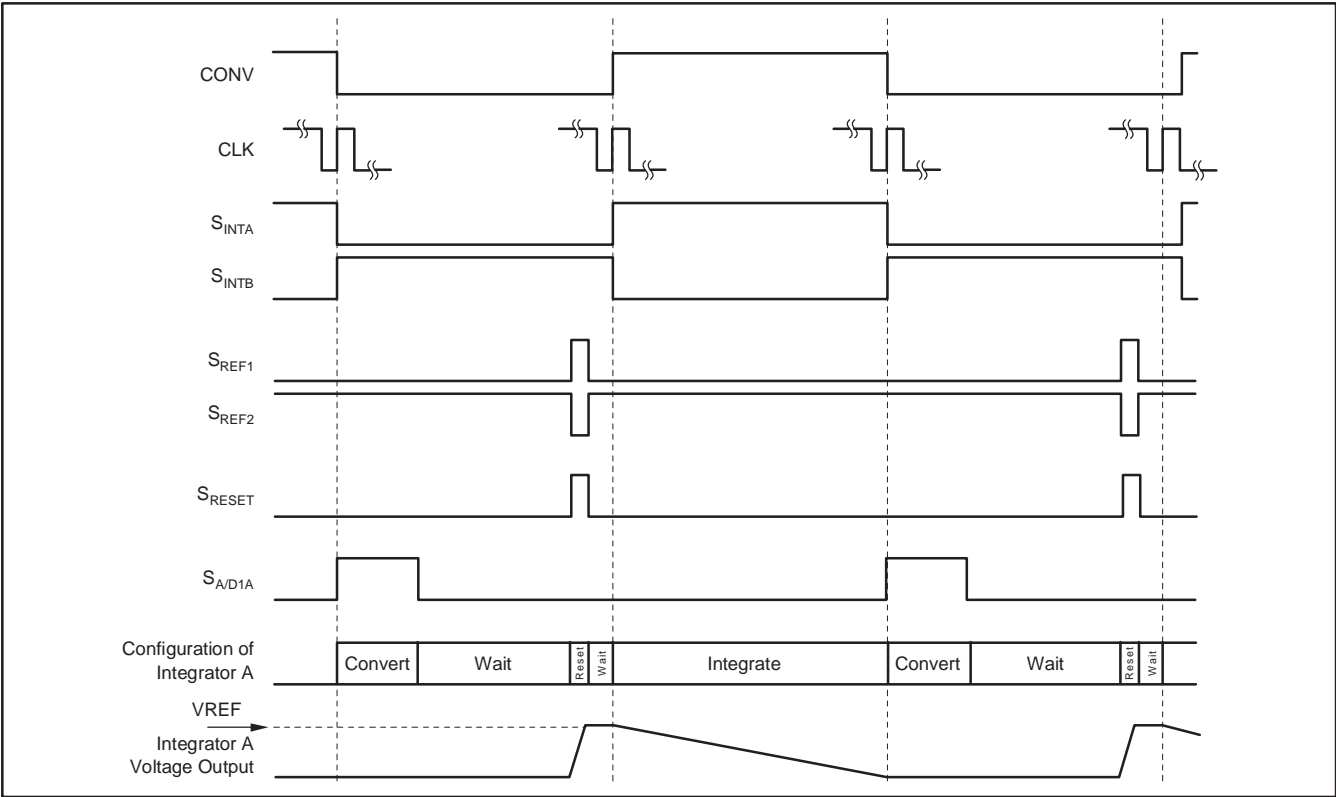 CONV
CLK
SINTA
SINTB
SREF1
SREF2
SRESET
SA/D1A
Configuration of
Integrator A
Convert
Wait
Reset
Wait
Integrate
Convert
Wait
Reset
Wait
VREF
Integrator A
Voltage Output